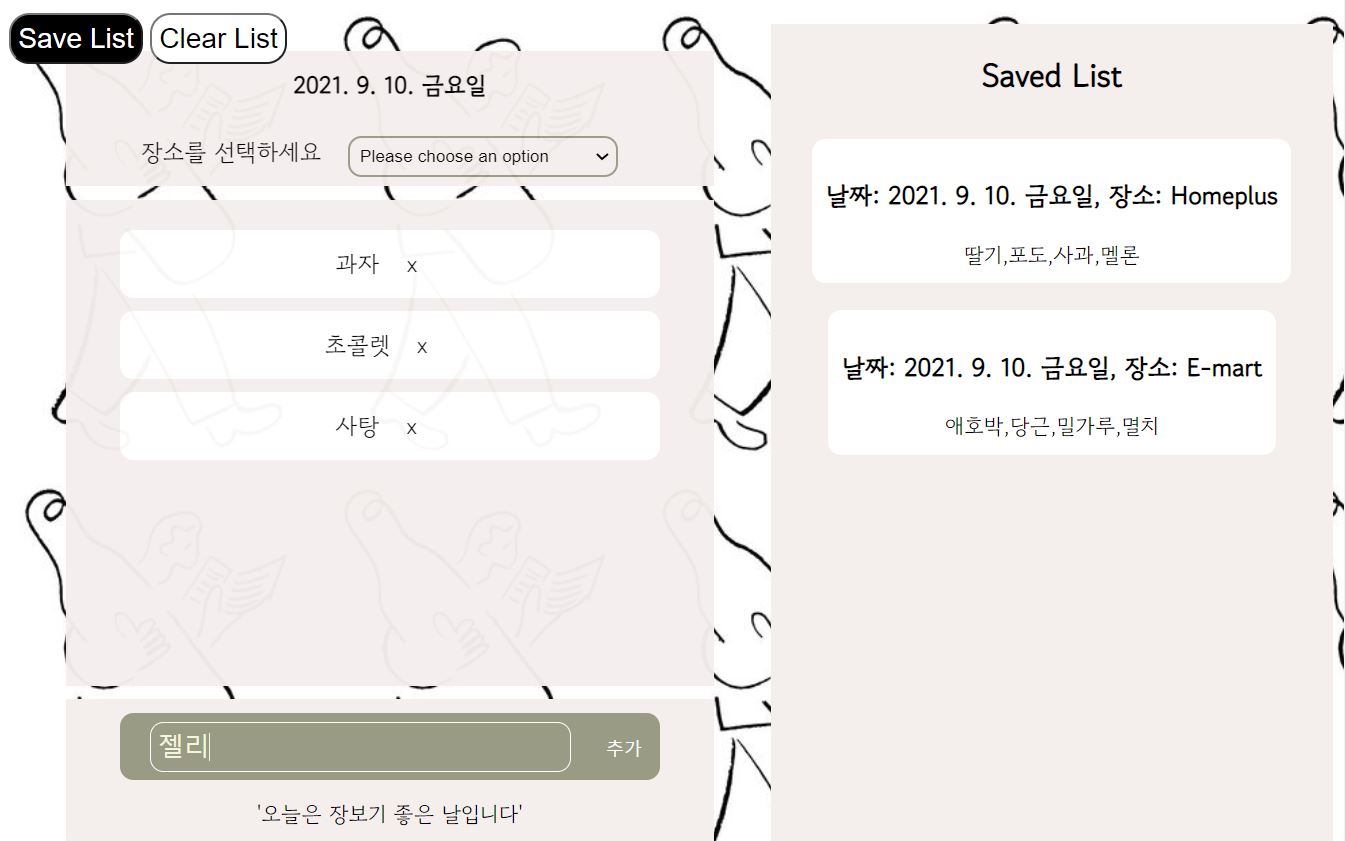 Save List Clear List
2021. 9. 10. 금요일
장소를 선택하세요 Please choose an option
과자 x
초콜렛 x
사탕 x
젤리 추가
'오늘은 장보기 좋은 날입니다'
Saved List
날짜: 2021. 9. 10. 금요일, 장소: Homeplus
딸기,포도,사과,멜론
날짜: 2021. 9. 10. 금요일, 장소: E-mart
애호박,당근,밀가루,멸치